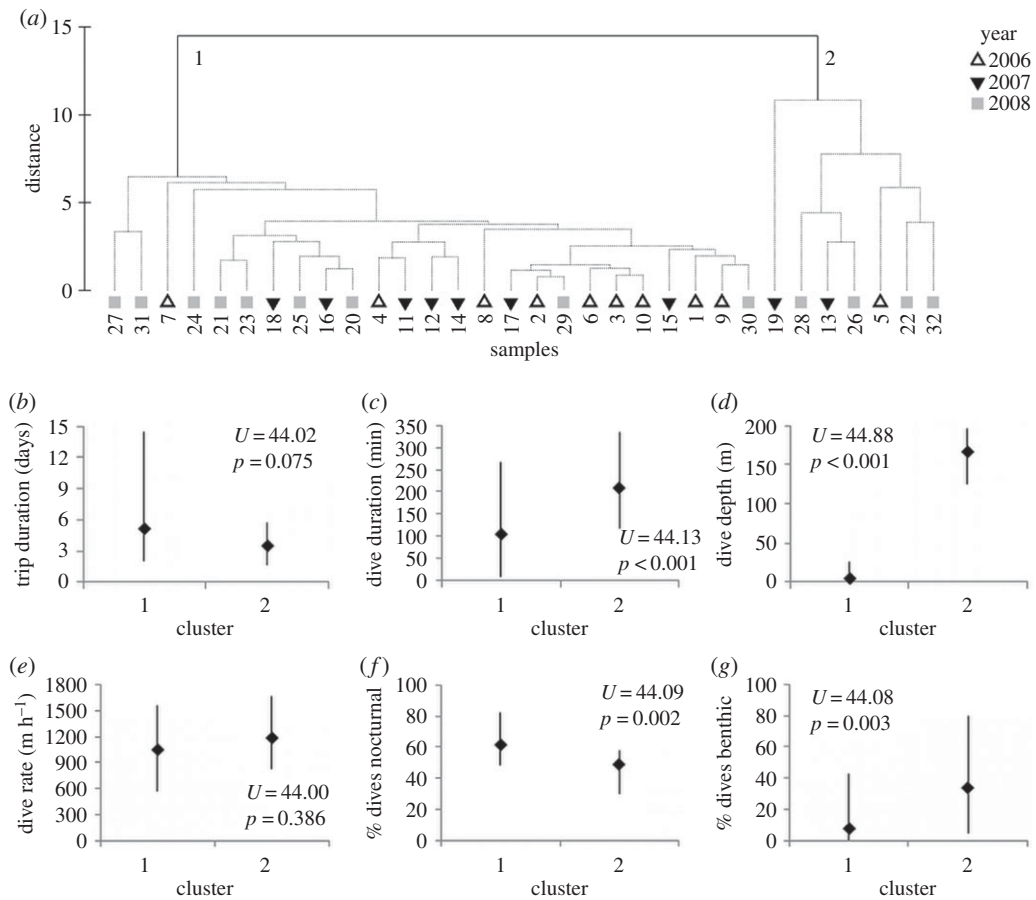 (a)
15
10
5
0
distance
1
2
year
2006
2007
2008
27 31 7 24 21 23 18 25 16 20 4 11 12 14 8 17 2 29 6 3 10 15 1 9 30 19 28 13 26 5 22 32
samples
(b)
trip duration (days)
15
12
9
6
3
0
U = 44.02
p = 0.075
1 2
cluster
(c)
dive duration (min)
350
300
250
200
150
100
50
0
U = 44.13
p < 0.001
1 2
cluster
(d)
dive depth (m)
200
150
100
50
0
U = 44.88
p < 0.001
1 2
cluster
(e)
dive rate (m h⁻¹)
1800
1500
1200
900
600
300
0
U = 44.00
p = 0.386
1 2
cluster
(f)
% dives nocturnal
100
80
60
40
20
0
U = 44.09
p = 0.002
1 2
cluster
(g)
% dives benthic
100
80
60
40
20
0
U = 44.08
p = 0.003
1 2
cluster